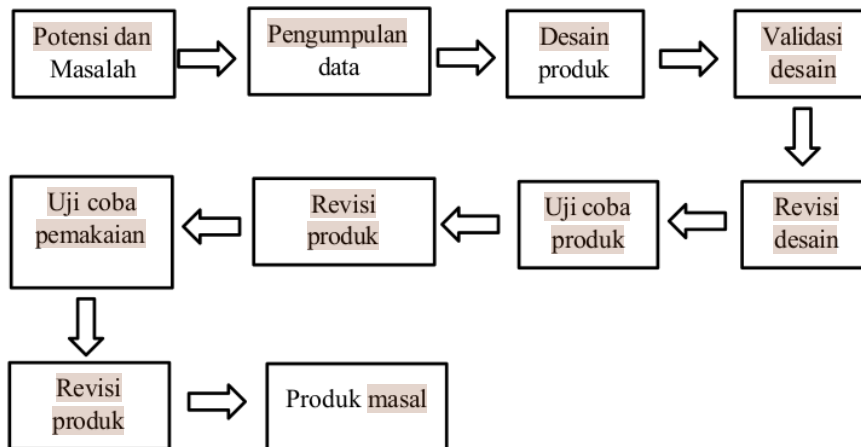 Potensi dan
Masalah
Pengumpulan
data
Desain
produk
Validasi
desain
Revisi
desain
Uji coba
produk
Revisi
produk
Uji coba
pemakaian
Revisi
produk
Produk masal